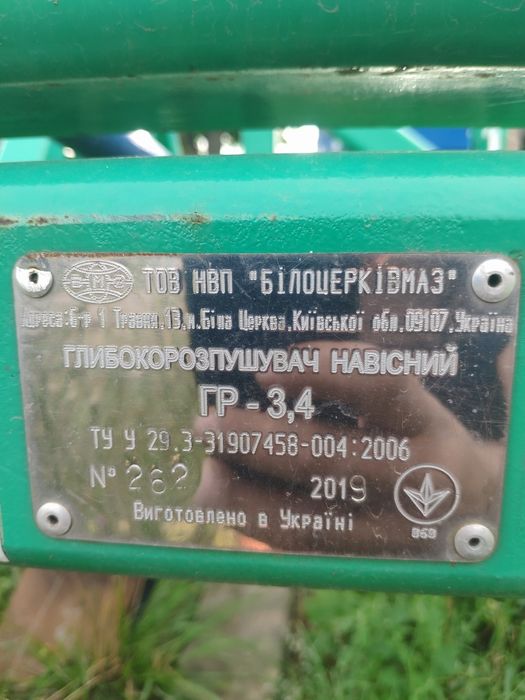 В-М-З
ТОВ НВП "БІЛОЦЕРКІВМАЗ"
Адреса:Б-р 1 Травня,13,м.Біла Церква,Київської обл.09107,Україна
ГЛИБОКОРОЗПУШУВАЧ НАВІСНИЙ
ГР - 3,4
ТУ У 29.3-31907458-004:2006
№ 262 2019
Виготовлено в Україні